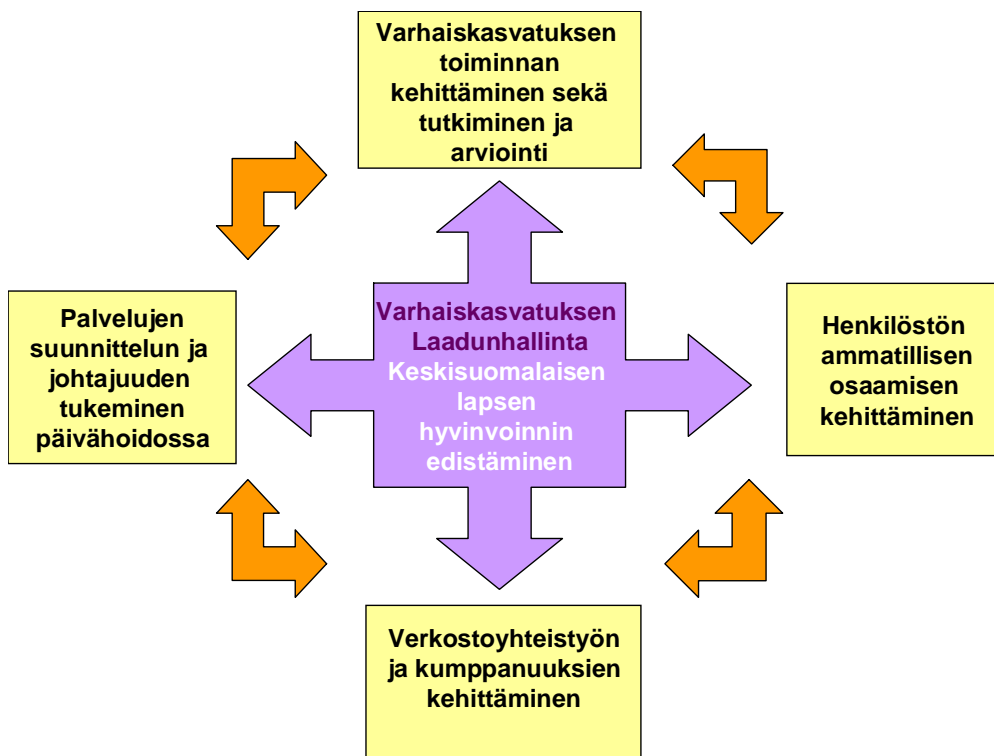 Varhaiskasvatuksen
toiminnan
kehittäminen sekä
tutkiminen ja
arviointi
Palvelujen
suunnittelun ja
johtajuuden
tukeminen
päivähoidossa
Varhaiskasvatuksen
Laadunhallinta
Keskisuomalaisen
lapsen
hyvinvoinnin
edistäminen
Henkilöstön
ammatillisen
osaamisen
kehittäminen
Verkostoyhteistyön
ja kumppanuuksien
kehittäminen